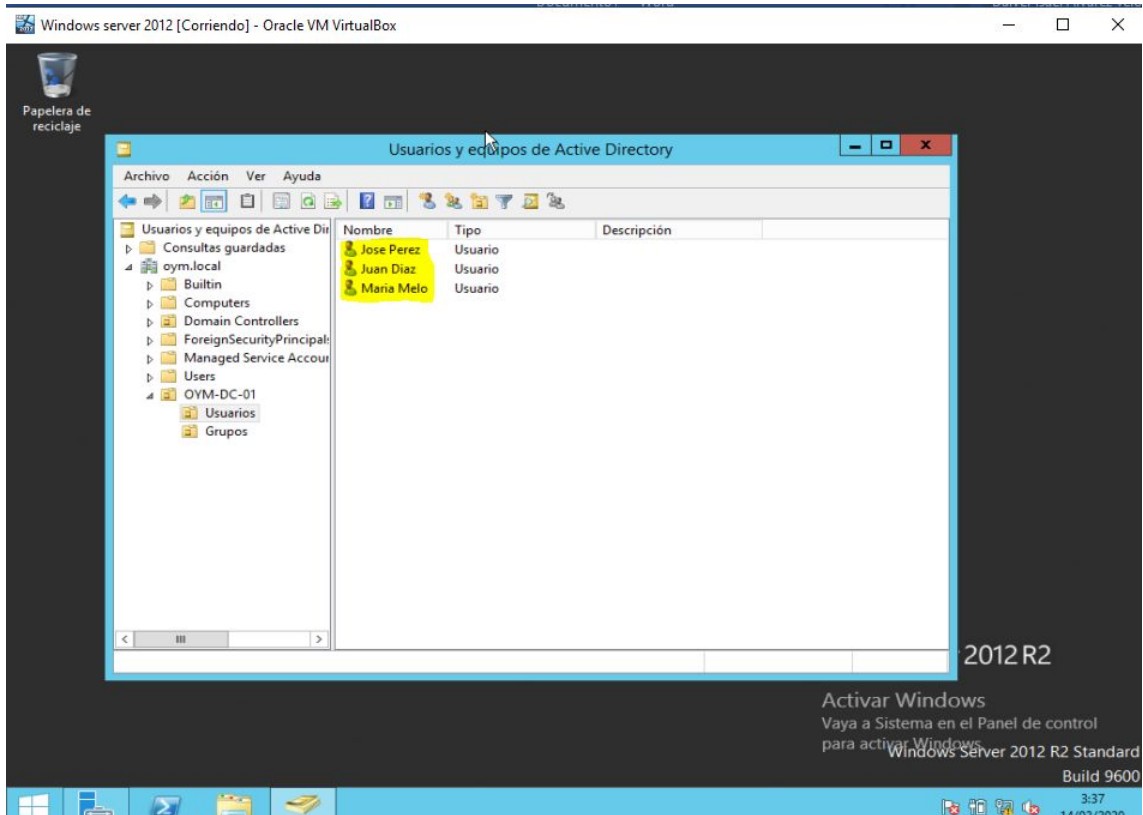 Windows server 2012 [Corriendo] - Oracle VM VirtualBox
Papelera de
reciclaje
Usuarios y equipos de Active Directory
Archivo Acción Ver Ayuda
Usuarios y equipos de Active Dir
Consultas guardadas
oym.local
Builtin
Computers
Domain Controllers
ForeignSecurityPrincipals
Managed Service Accour
Users
OYM-DC-01
Usuarios
Grupos
Nombre Tipo Descripción
Jose Perez Usuario
Juan Diaz Usuario
Maria Melo Usuario
2012 R2
Activar Windows
Vaya a Sistema en el Panel de control
para activar Windows.
Windows Server 2012 R2 Standard
Build 9600
3:37